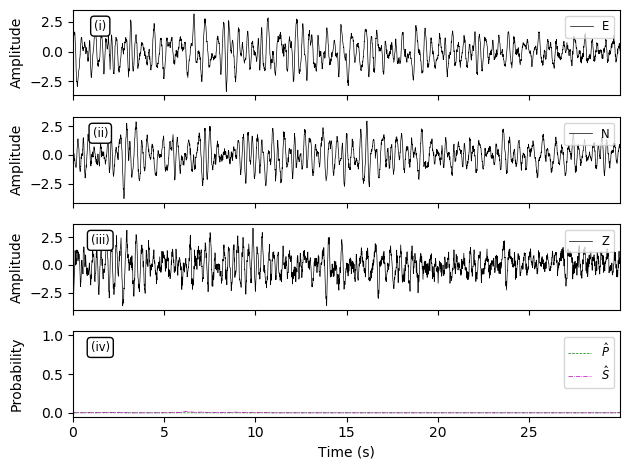 (i)
E
Amplitude
2.5
0.0
−2.5
(ii)
N
Amplitude
2.5
0.0
−2.5
(iii)
Z
Amplitude
2.5
0.0
−2.5
(iv)
P̂
Ŝ
Probability
1.0
0.5
0.0
0 5 10 15 20 25
Time (s)